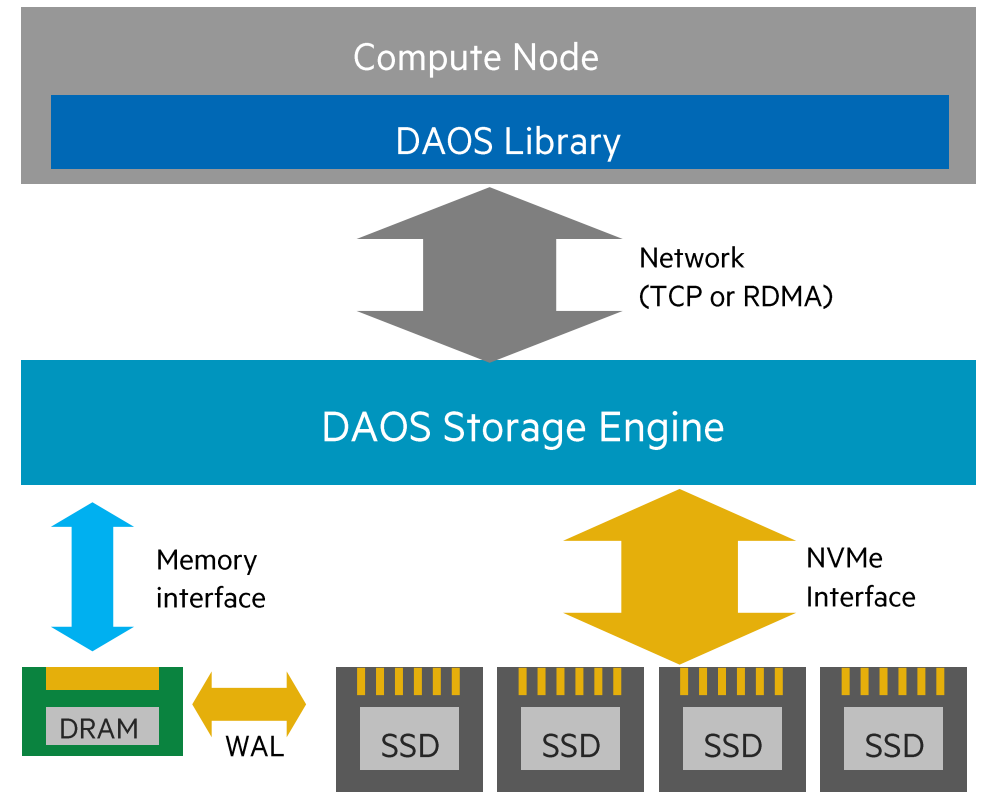 Compute Node
DAOS Library
Network
(TCP or RDMA)
DAOS Storage Engine
Memory
interface
NVMe
Interface
DRAM
WAL
SSD
SSD
SSD
SSD